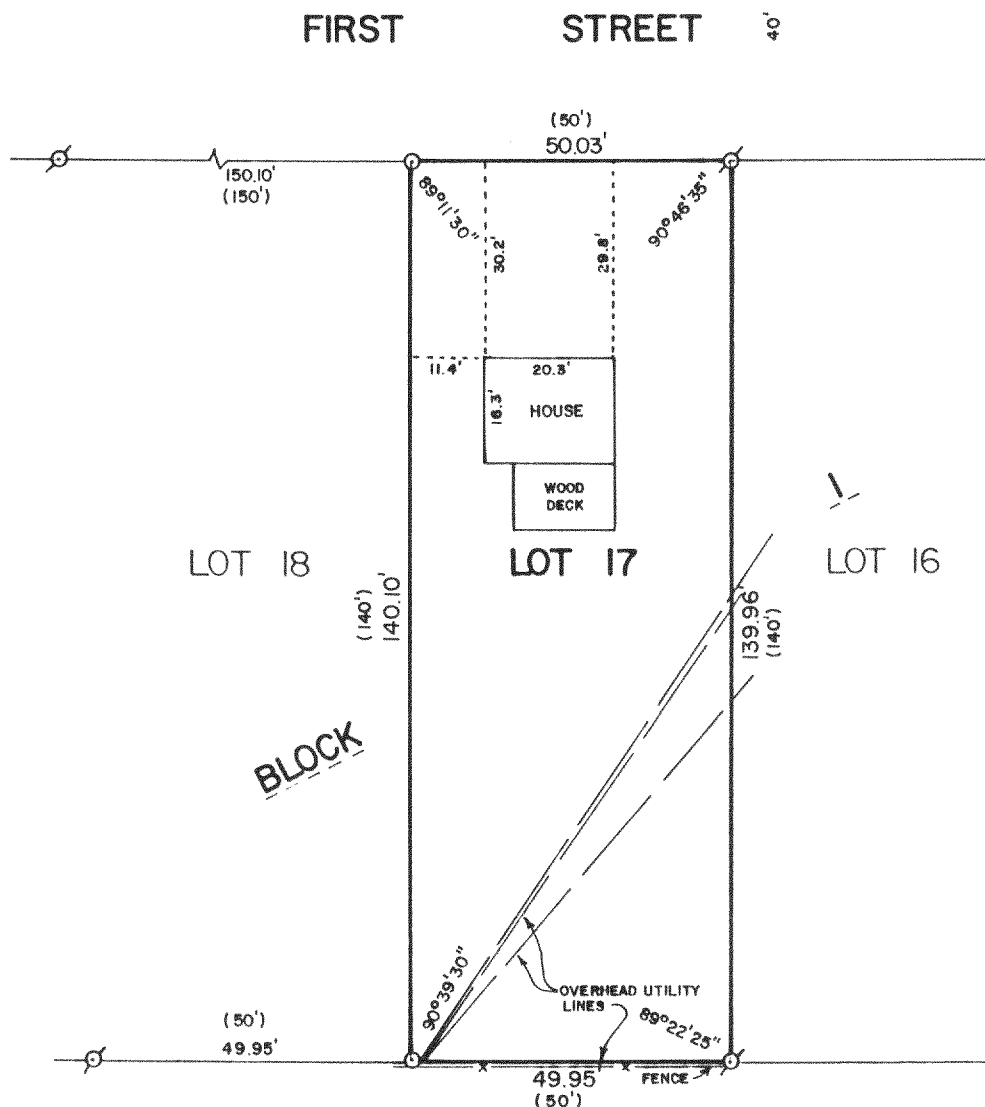 FIRST STREET 40'
(50')
50.03'
150.10'
(150')
89°11'30"
90°46'35"
30.2'
29.8'
11.4'
20.3'
16.3'
HOUSE
WOOD
DECK
LOT 18
LOT 17
LOT 16
1
(140')
140.10'
139.96'
(140')
BLOCK
90°39'30"
OVERHEAD UTILITY
LINES
89°22'25"
(50')
49.95'
49.95
(50')
FENCE